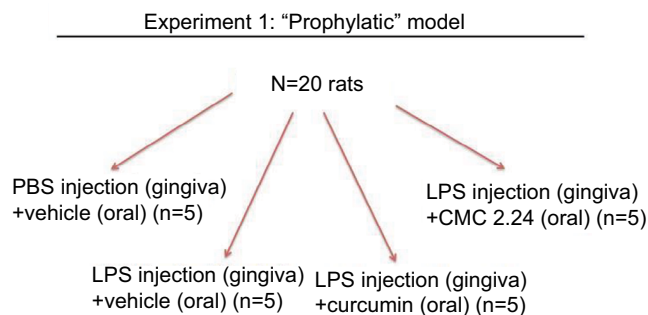 Experiment 1: “Prophylatic” model
N=20 rats
PBS injection (gingiva)
+vehicle (oral) (n=5)
LPS injection (gingiva)
+vehicle (oral) (n=5)
LPS injection (gingiva)
+curcumin (oral) (n=5)
LPS injection (gingiva)
+CMC 2.24 (oral) (n=5)